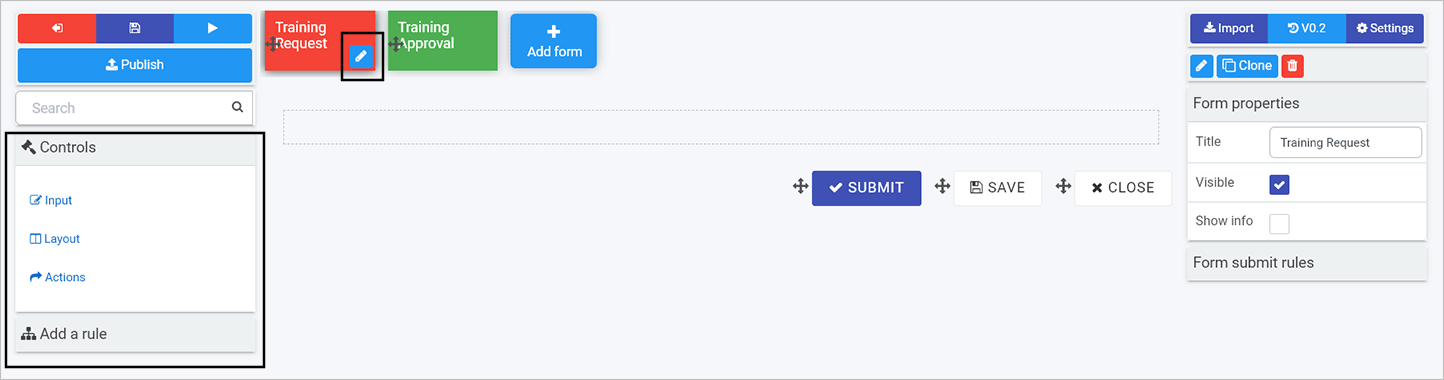 Publish
Search
Controls
Input
Layout
Actions
Add a rule
Training
Request
Training
Approval
Add form
SUBMIT
SAVE
CLOSE
Import
V0.2
Settings
Clone
Form properties
Title
Training Request
Visible
Show info
Form submit rules